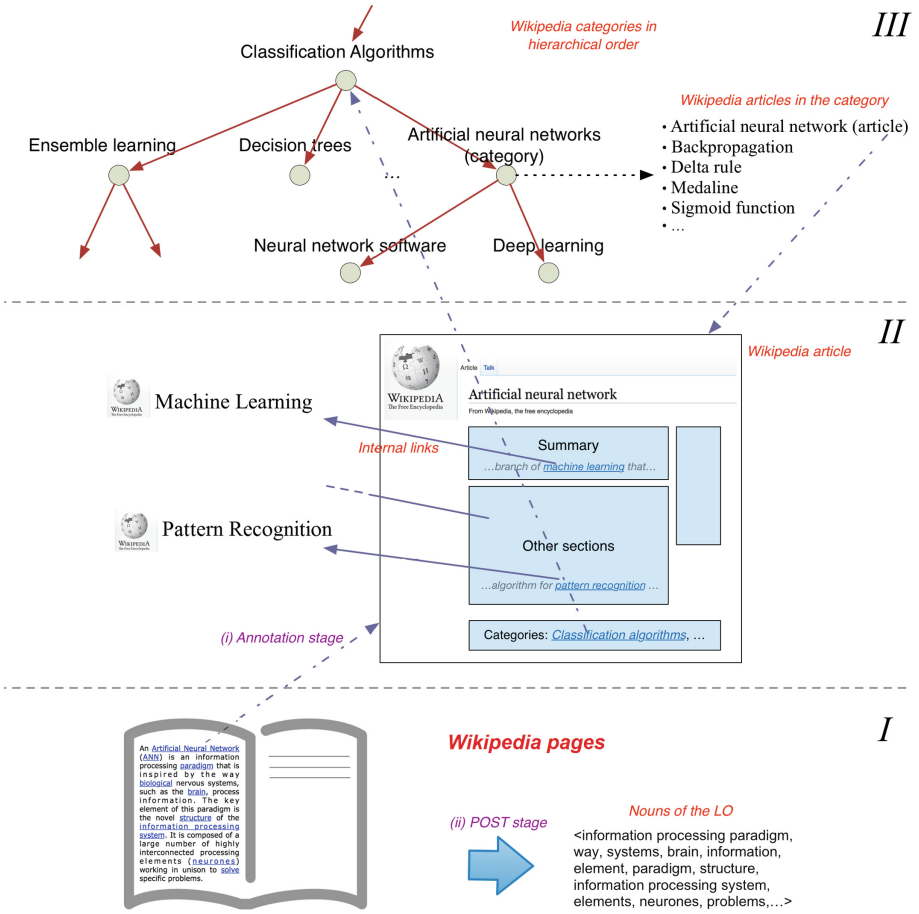 III
Wikipedia categories in
hierarchical order
Classification Algorithms
Wikipedia articles in the category
Ensemble learning
Decision trees
Artificial neural networks
(category)
...
• Artificial neural network (article)
• Backpropagation
• Delta rule
• Medaline
• Sigmoid function
• ...
Neural network software
Deep learning
II
Wikipedia article
WIKIPEDIA
The Free Encyclopedia
Article Talk
Artificial neural network
From Wikipedia, the free encyclopedia
WIKIPEDIA
The Free Encyclopedia
Machine Learning
Internal links
Summary
...branch of machine learning that...
WIKIPEDIA
The Free Encyclopedia
Pattern Recognition
Other sections
...algorithm for pattern recognition ...
Categories: Classification algorithms, ...
(i) Annotation stage
I
An Artificial Neural Network
(ANN) is an information
processing paradigm that is
inspired by the way
biological nervous systems,
such as the brain, process
information. The key
element of this paradigm is
the novel structure of the
information processing
system. It is composed of a
large number of highly
interconnected processing
elements (neurones)
working in unison to solve
specific problems.
Wikipedia pages
(ii) POST stage
Nouns of the LO
<information processing paradigm,
way, systems, brain, information,
element, paradigm, structure,
information processing system,
elements, neurones, problems,...>